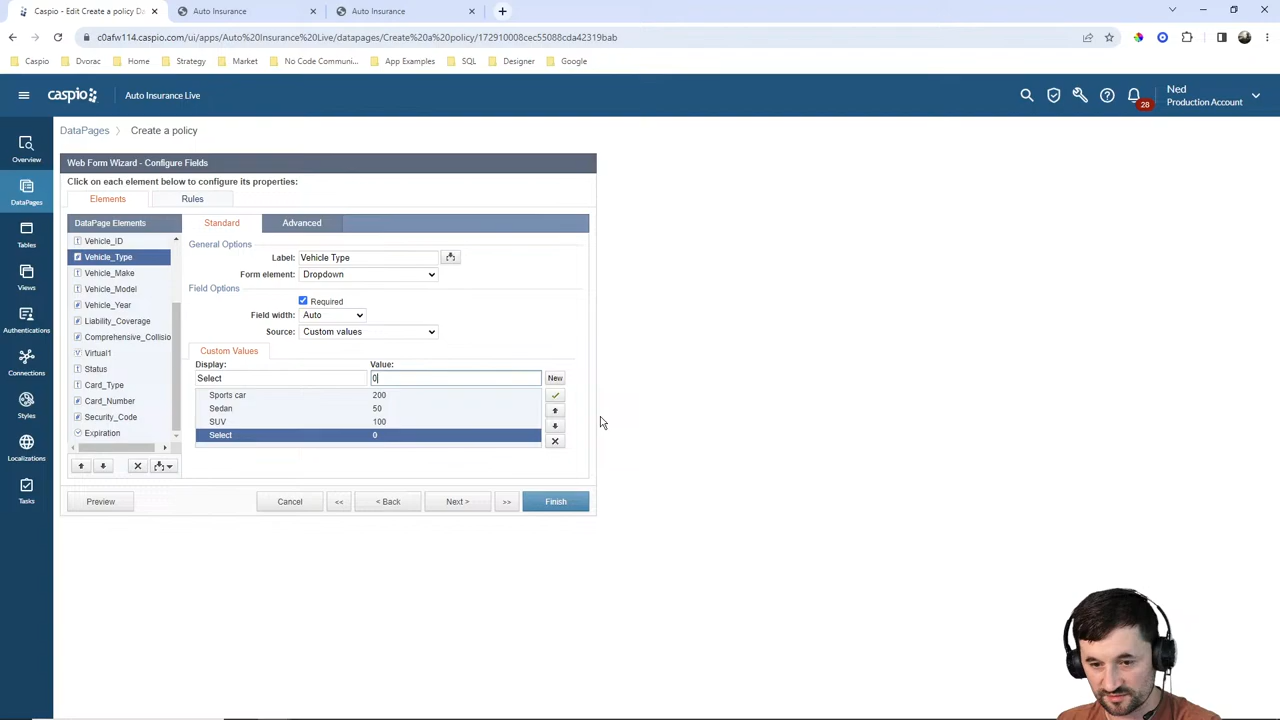 Caspio - Edit Create a policy Da
Auto Insurance
Auto Insurance
c0afw114.caspio.com/ui/apps/Auto%20Insurance%20Live/datapages/Create%20a%20policy/172910008cec55088cda42319bab
Caspio
Dvorac
Home
Strategy
Market
No Code Communi...
App Examples
SQL
Designer
Google
caspio
Auto Insurance Live
28
Ned
Production Account
Overview
DataPages
Tables
Views
Authentications
Connections
Styles
Localizations
Tasks
DataPages
Create a policy
Web Form Wizard - Configure Fields
Click on each element below to configure its properties:
Elements
Rules
DataPage Elements
Standard
Advanced
Vehicle_ID
Vehicle_Type
Vehicle_Make
Vehicle_Model
Vehicle_Year
Liability_Coverage
Comprehensive_Collisio
Virtual1
Status
Card_Type
Card_Number
Security_Code
Expiration
General Options
Label: Vehicle Type
Form element: Dropdown
Field Options
Required
Field width: Auto
Source: Custom values
Custom Values
Display: Value:
Select 0 New
Sports car 200
Sedan 50
SUV 100
Select 0
Preview
Cancel
<<
< Back
Next >
>>
Finish